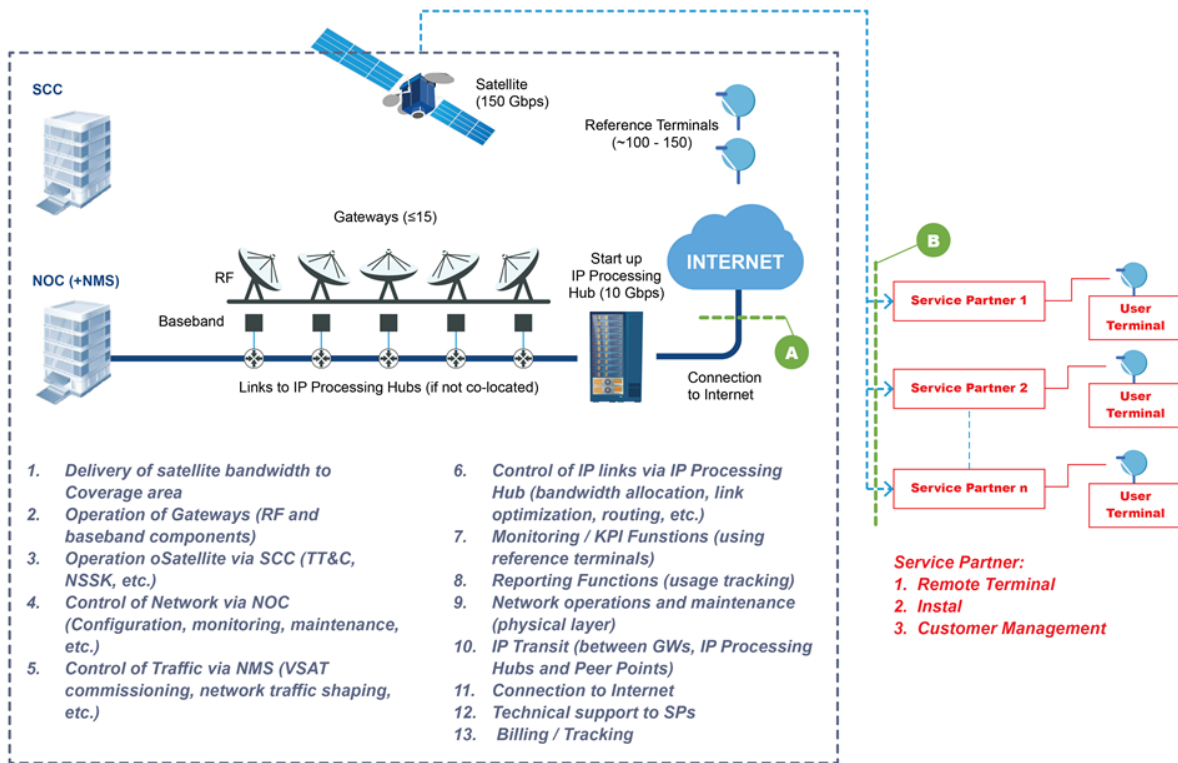 SCC
Satellite
(150 Gbps)
Reference Terminals
(~100 - 150)
Gateways (≤15)
NOC (+NMS)
RF
Start up
IP Processing
Hub (10 Gbps)
INTERNET
Baseband
A
Links to IP Processing Hubs (if not co-located)
Connection
to Internet
1. Delivery of satellite bandwidth to
Coverage area
2. Operation of Gateways (RF and
baseband components)
3. Operation oSatellite via SCC (TT&C,
NSSK, etc.)
4. Control of Network via NOC
(Configuration, monitoring, maintenance,
etc.)
5. Control of Traffic via NMS (VSAT
commissioning, network traffic shaping,
etc.)
6. Control of IP links via IP Processing
Hub (bandwidth allocation, link
optimization, routing, etc.)
7. Monitoring / KPI Funstions (using
reference terminals)
8. Reporting Functions (usage tracking)
9. Network operations and maintenance
(physical layer)
10. IP Transit (between GWs, IP Processing
Hubs and Peer Points)
11. Connection to Internet
12. Technical support to SPs
13. Billing / Tracking
B
Service Partner 1
User
Terminal
Service Partner 2
User
Terminal
Service Partner n
User
Terminal
Service Partner:
1. Remote Terminal
2. Instal
3. Customer Management